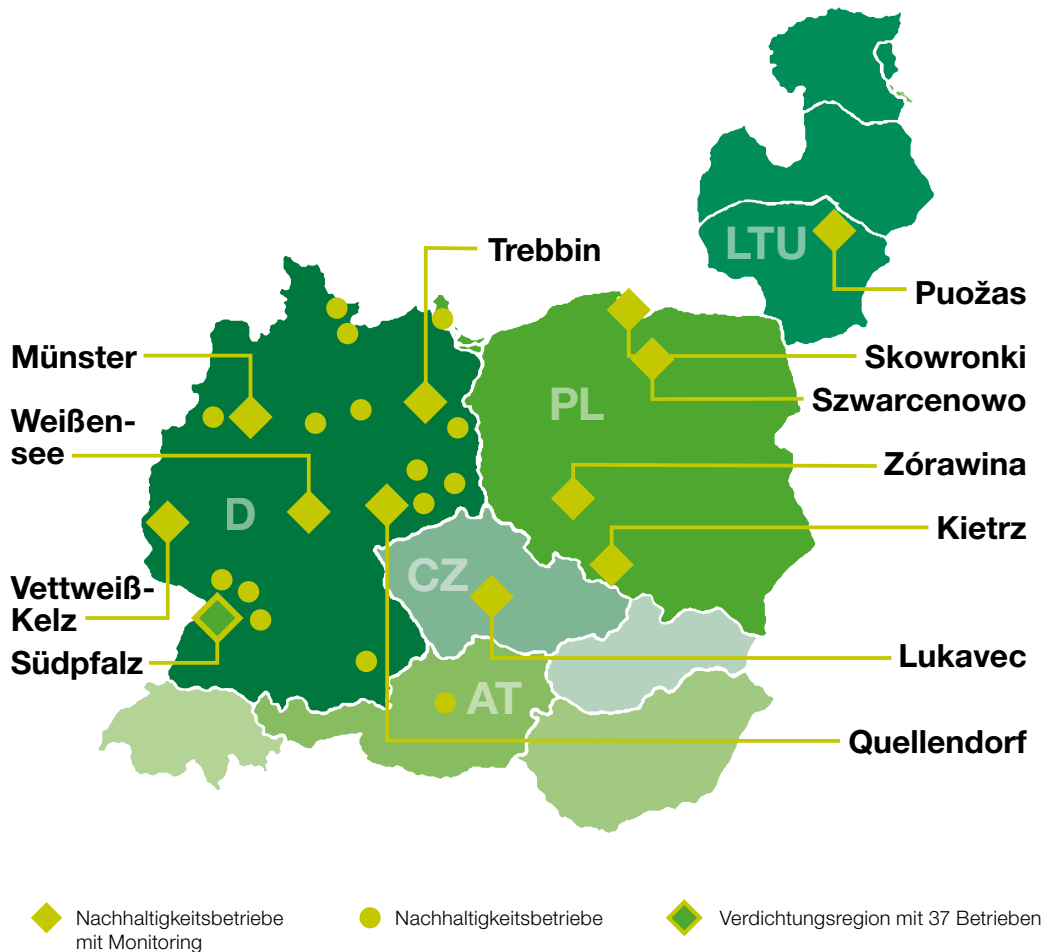 Trebbin
LTU
Puožas
Münster
Skowronki
Weißen-
see
PL
Szwarcenowo
Zórawina
D
Kietrz
CZ
Vettweiß-
Kelz
Südpfalz
Lukavec
AT
Quellendorf
Nachhaltigkeitsbetriebe
mit Monitoring
Nachhaltigkeitsbetriebe
Verdichtungsregion mit 37 Betrieben